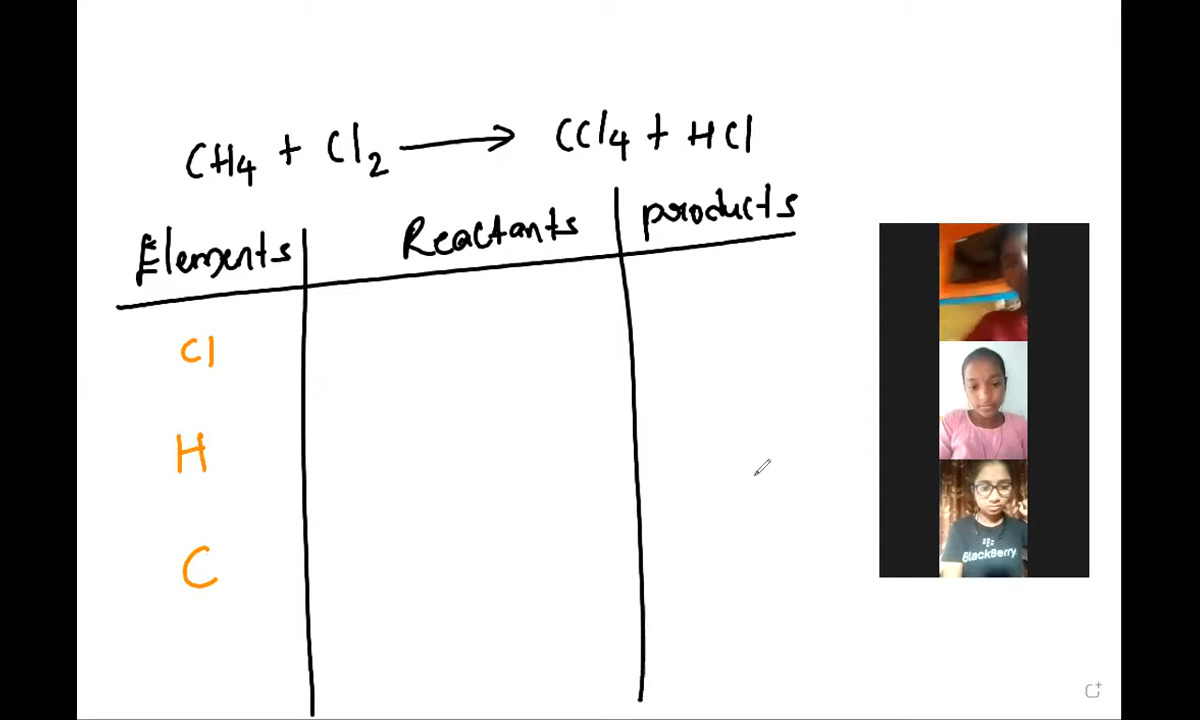 CH4 + Cl2 → CCl4 + HCl
Elements Reactants products
Cl
H
C
BlackBerry